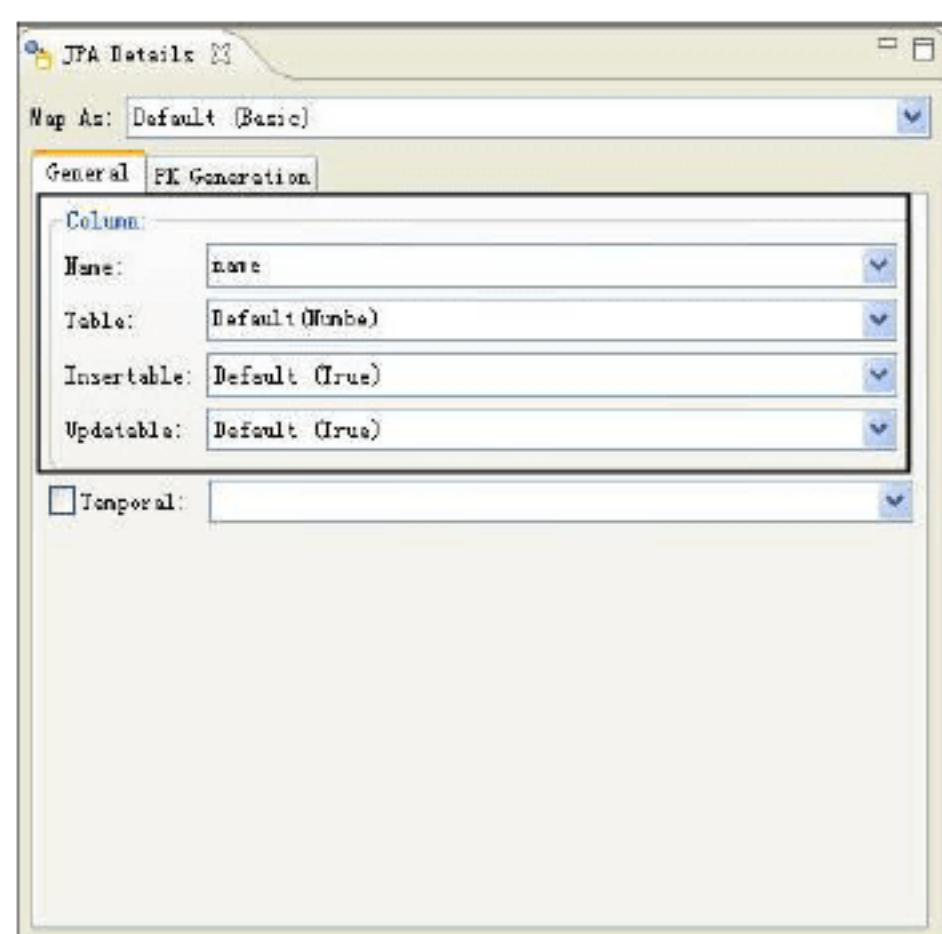 JPA Details
Map As: Default (Basic)
General PK Generation
Column:
Name: name
Table: Default(Numbe)
Insertable: Default (True)
Updatable: Default (True)
Temporal: